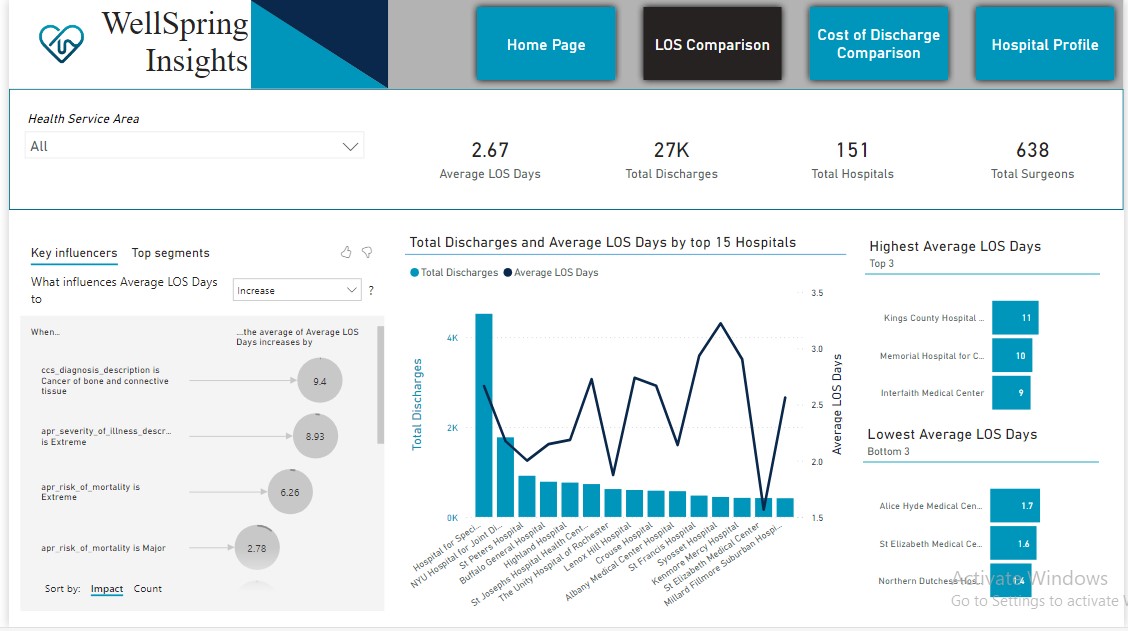 WellSpring
Insights
Home Page
LOS Comparison
Cost of Discharge
Comparison
Hospital Profile
Health Service Area
All
2.67
Average LOS Days
27K
Total Discharges
151
Total Hospitals
638
Total Surgeons
Key influencers
Top segments
What influences Average LOS Days
to
Increase
?
When...
...the average of Average LOS
Days increases by
ccs_diagnosis_description is
Cancer of bone and connective
tissue
9.4
apr_severity_of_illness_descr...
is Extreme
8.93
apr_risk_of_mortality is
Extreme
6.26
apr_risk_of_mortality is Major
2.78
Sort by:
Impact
Count
Total Discharges and Average LOS Days by top 15 Hospitals
Total Discharges
Average LOS Days
Total Discharges
4K
2K
0K
3.5
3.0
2.5
2.0
1.5
Average LOS Days
Hospital for Speci...
NYU Hospital for Joint Di...
St Peters Hospital
Buffalo General Hospital
Highland Hospital
St Josephs Hospital Health Cent...
The Unity Hospital of Rochester
Lenox Hill Hospital
Crouse Hospital
Albany Medical Center Hospital
St Francis Hospital
Syosset Hospital
Kenmore Mercy Hospital
St Elizabeth Medical Center
Millard Fillmore Suburban Hospi...
Highest Average LOS Days
Top 3
Kings County Hospital ...
11
Memorial Hospital for C...
10
Interfaith Medical Center
9
Lowest Average LOS Days
Bottom 3
Alice Hyde Medical Cen...
1.7
St Elizabeth Medical Ce...
1.6
Northern Dutchess Hos...
1.4
Activate Windows
Go to Settings to activate